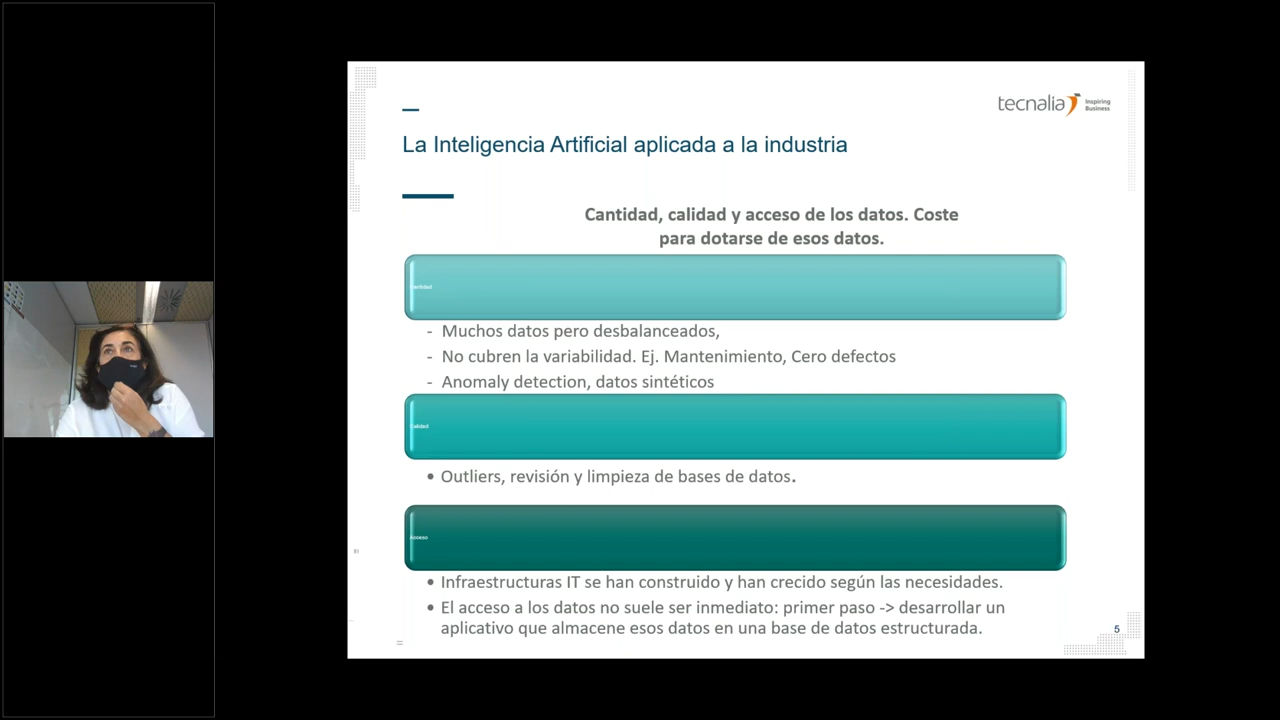 tecnalia
Inspiring
Business
La Inteligencia Artificial aplicada a la industria
Cantidad, calidad y acceso de los datos. Coste
para dotarse de esos datos.
Cantidad
- Muchos datos pero desbalanceados,
- No cubren la variabilidad. Ej. Mantenimiento, Cero defectos
- Anomaly detection, datos sintéticos
Calidad
• Outliers, revisión y limpieza de bases de datos.
Acceso
• Infraestructuras IT se han construido y han crecido según las necesidades.
• El acceso a los datos no suele ser inmediato: primer paso -> desarrollar un
aplicativo que almacene esos datos en una base de datos estructurada.
5